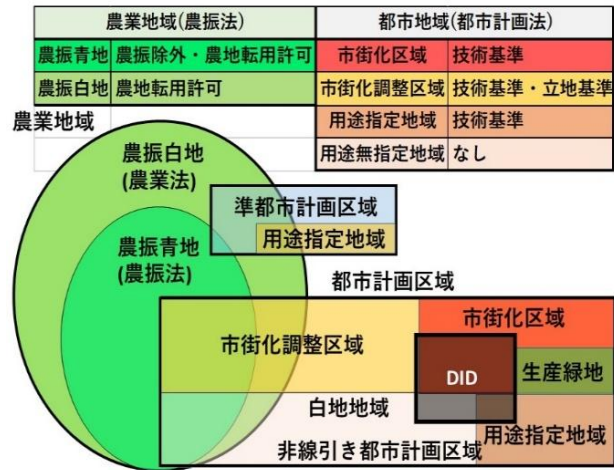 農業地域(農振法) 都市地域(都市計画法)
農振青地 農振除外・農地転用許可 市街化区域 技術基準
農振白地 農地転用許可 市街化調整区域 技術基準・立地基準
農業地域 用途指定地域 技術基準
用途無指定地域 なし
農振白地
(農業法)
準都市計画区域
用途指定地域
農振青地
(農振法)
都市計画区域
市街化区域
市街化調整区域
DID
生産緑地
白地地域
用途指定地域
非線引き都市計画区域